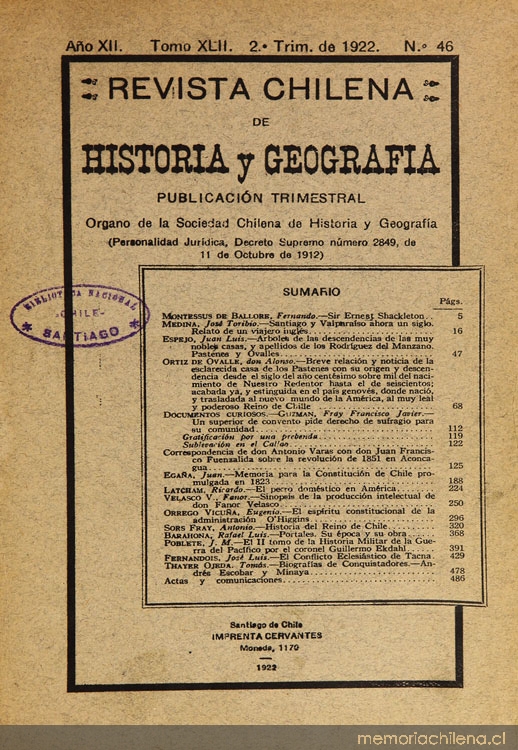 Año XII. Tomo XLII. 2.º Trim. de 1922. N.º 46
REVISTA CHILENA
DE
HISTORIA y GEOGRAFIA
PUBLICACIÓN TRIMESTRAL
Organo de la Sociedad Chilena de Historia y Geografía
(Personalidad Jurídica, Decreto Supremo número 2849, de
11 de Octubre de 1912)
SUMARIO
Págs.
MONTESSUS DE BALLORE, Fernando.—Sir Ernest Shackleton.. 5
MEDINA, José Toribio.—Santiago y Valparaíso ahora un siglo.
Relato de un viajero inglés. 16
ESPEJO, Juan Luis.—Arboles de las descendencias de las muy
nobles casas, y apellidos de los Rodríguez del Manzano.
Pastenes y Ovalles. 47
ORTIZ DE OVALLE, don Alonso.—Breve relación y noticia de la
esclarecida casa de los Pastenes con su origen y descen-
dencia desde el siglo del año centésimo sobre mil del naci-
miento de Nuestro Redentor hasta el de seiscientos;
acabada ya, y estinguida en el país genovés, donde nació,
y trasladada al nuevo mundo de la América, al muy leal
y poderoso Reino de Chile 68
DOCUMENTOS CURIOSOS.—GUZMAN, Fray Francisco Javier.—
Un superior de convento pide derecho de sufragio para
su comunidad 112
Gratificación por una prebenda 119
Sublevación en el Callao 122
Correspondencia de don Antonio Varas con don Juan Francis-
co Fuenzalida sobre la revolución de 1851 en Aconca-
gua 125
EGAÑA, Juan.—Memoria para la Constitución de Chile pro-
mulgada en 1823 188
LATCHAM, Ricardo.—El perro doméstico en América 224
VELASCO V., Fanor.—Sinopsis de la producción intelectual de
don Fanor Velasco 250
ORREGO VICUÑA, Eugenio.—El espíritu constitucional de la
administración O'Higgins 296
SORS FRAY, Antonio.—Historia del Reino de Chile 320
BARAHONA, Rafael Luis.—Portales. Su época y su obra 368
POBLETE, J. M.—El II tomo de la Historia Militar de la Gue-
rra del Pacífico por el coronel Guillermo Ekdahl 391
FERNANDOIS, José Luis.—El Conflicto Eclesiástico de Tacna. 429
THAYER OJEDA, Tomás.—Biografías de Conquistadores.—An-
drés Escobar y Minaya 478
Actas y comunicaciones 486
BIBLIOTECA NACIONAL
CHILE
SANTIAGO
Santiago de Chile
IMPRENTA CERVANTES
Moneda, 1170
1922
memoriachilena.cl